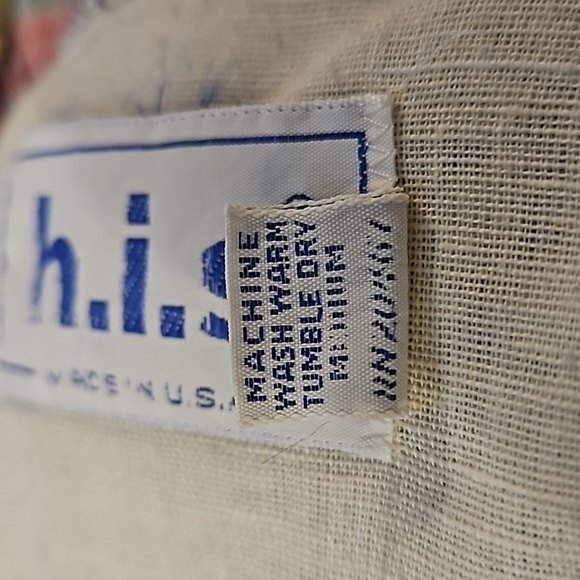 h.i.s
MADE IN U.S.A.
MACHINE
WASH WARM
TUMBLE DRY
MEDIUM